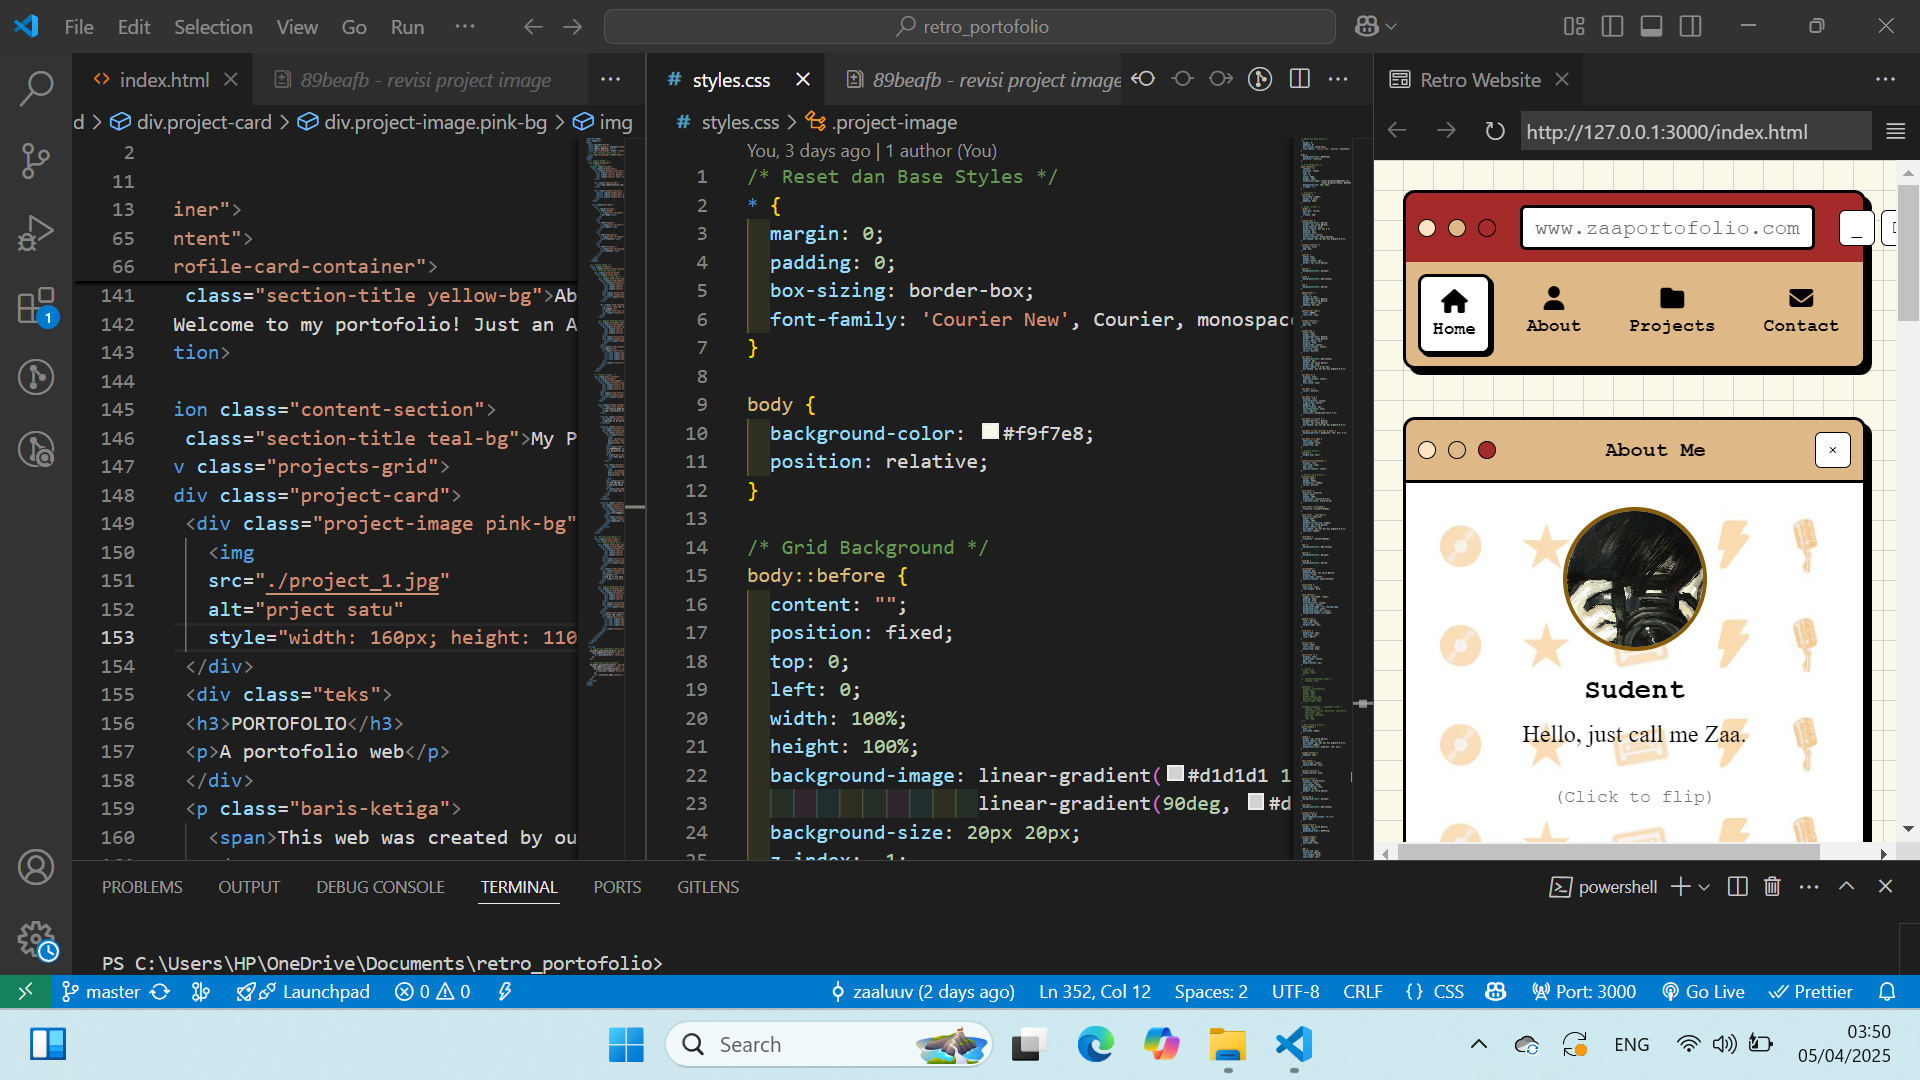 File Edit Selection View Go Run ··· retro_portofolio
index.html 89beafb - revisi project image ···
d > div.project-card > div.project-image.pink-bg > img
2
11
13 iner">
65 ntent">
66 rofile-card-container">
141 class="section-title yellow-bg">Ab
142 Welcome to my portofolio! Just an A
143 tion>
144
145 ion class="content-section">
146 class="section-title teal-bg">My P
147 v class="projects-grid">
148 div class="project-card">
149 <div class="project-image pink-bg"
150 <img
151 src="./project_1.jpg"
152 alt="prject satu"
153 style="width: 160px; height: 110
154 </div>
155 <div class="teks">
156 <h3>PORTOFOLIO</h3>
157 <p>A portofolio web</p>
158 </div>
159 <p class="baris-ketiga">
160 <span>This web was created by ou
# styles.css 89beafb - revisi project image ···
# styles.css > .project-image
You, 3 days ago | 1 author (You)
1 /* Reset dan Base Styles */
2 * {
3 margin: 0;
4 padding: 0;
5 box-sizing: border-box;
6 font-family: 'Courier New', Courier, monospac
7 }
8
9 body {
10 background-color: #f9f7e8;
11 position: relative;
12 }
13
14 /* Grid Background */
15 body::before {
16 content: "";
17 position: fixed;
18 top: 0;
19 left: 0;
20 width: 100%;
21 height: 100%;
22 background-image: linear-gradient( #d1d1d1 1
23 linear-gradient(90deg, #d
24 background-size: 20px 20px;
25 z-index: -1;
Retro Website ···
http://127.0.0.1:3000/index.html
www.zaaportofolio.com _
Home About Projects Contact
About Me ×
Sudent
Hello, just call me Zaa.
(Click to flip)
PROBLEMS OUTPUT DEBUG CONSOLE TERMINAL PORTS GITLENS powershell ···
PS C:\Users\HP\OneDrive\Documents\retro_portofolio>
master Launchpad 0 0 zaaluuv (2 days ago) Ln 352, Col 12 Spaces: 2 UTF-8 CRLF {} CSS Port: 3000 Go Live Prettier
Search ENG 03:50
05/04/2025
1